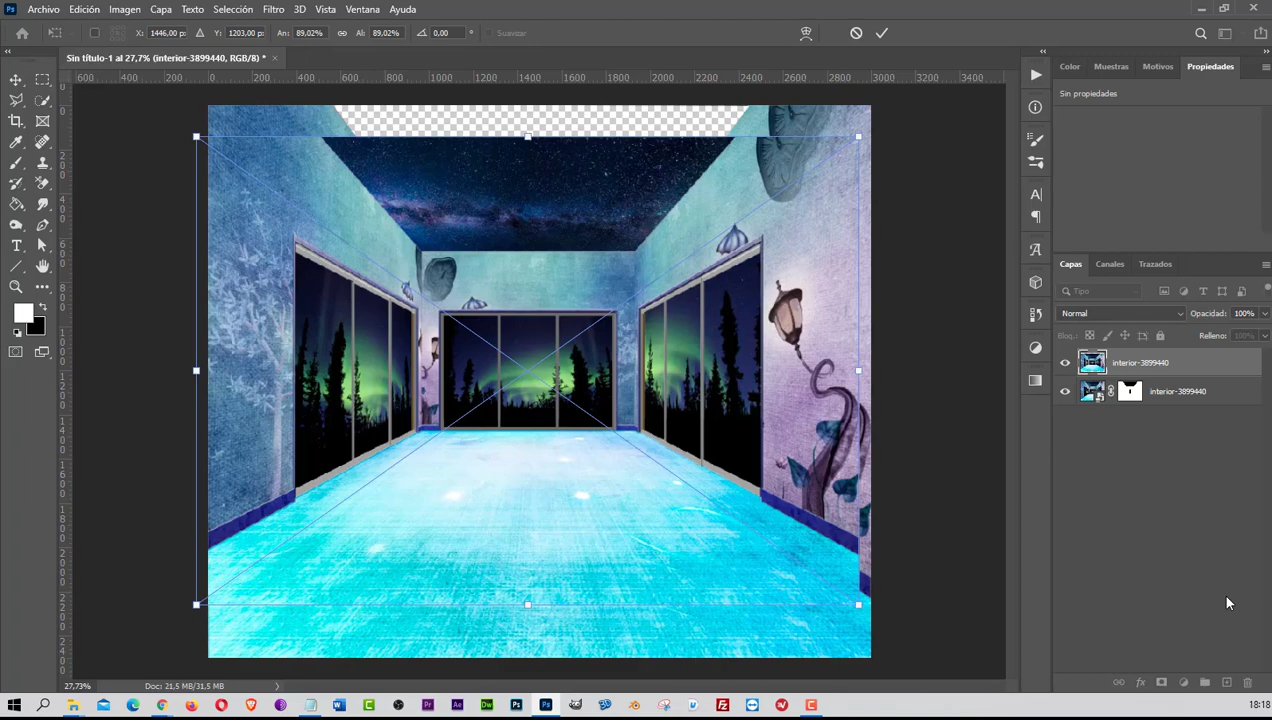 Ps Archivo Edición Imagen Capa Texto Selección Filtro 3D Vista Ventana Ayuda
X: 1446,00 px Y: 1203,00 px An: 89,02% Al: 89,02% 0,00 ° Suavizar
Sin título-1 al 27,7% (interior-3899440, RGB/8) * ×
600 400 200 0 200 400 600 800 1000 1200 1400 1600 1800 2000 2200 2400 2600 2800 3000 3200 3400
Color Muestras Motivos Propiedades
Sin propiedades
Capas Canales Trazados
Tipo
Normal Opacidad: 100%
Bloq.: Relleno: 100%
interior-3899440
interior-3899440
27,73% Doc: 21,5 MB/31,5 MB
18:18